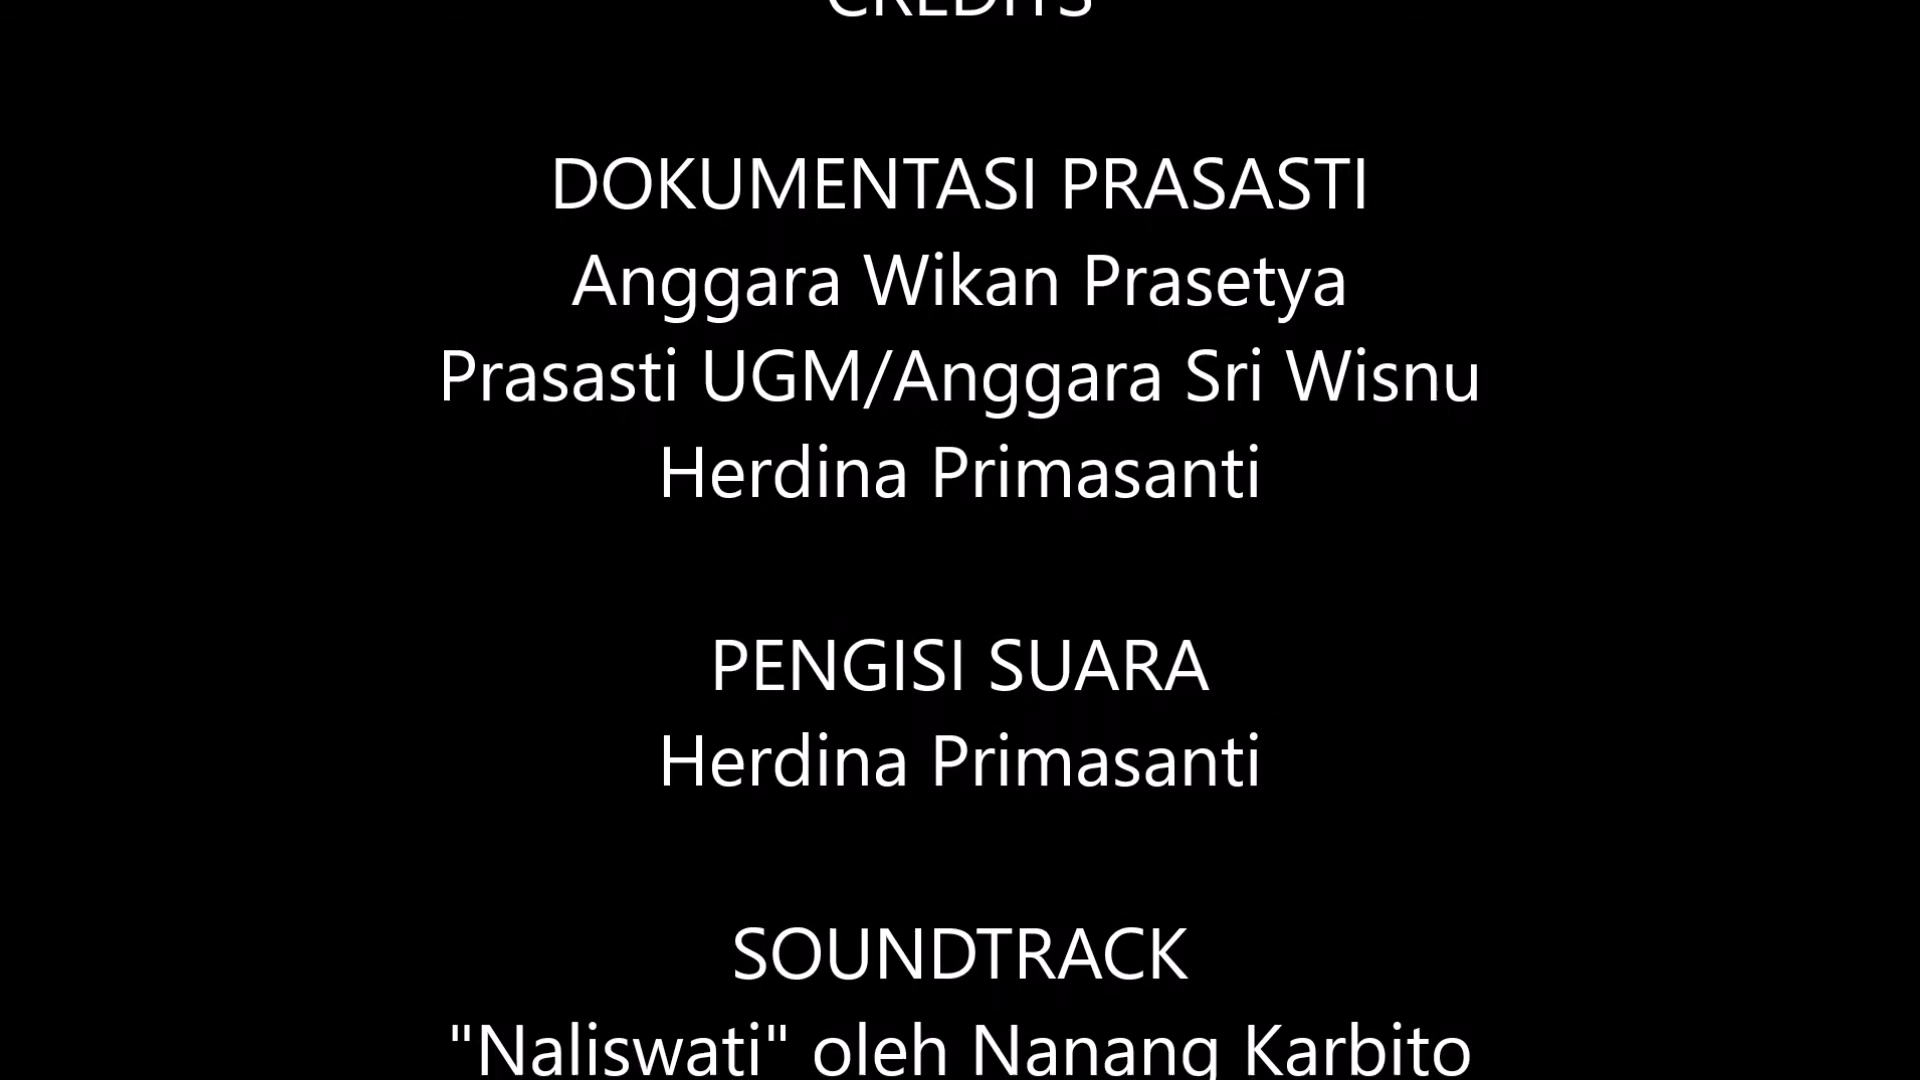 CREDITS
DOKUMENTASI PRASASTI
Anggara Wikan Prasetya
Prasasti UGM/Anggara Sri Wisnu
Herdina Primasanti
PENGISI SUARA
Herdina Primasanti
SOUNDTRACK
"Naliswati" oleh Nanang Karbito